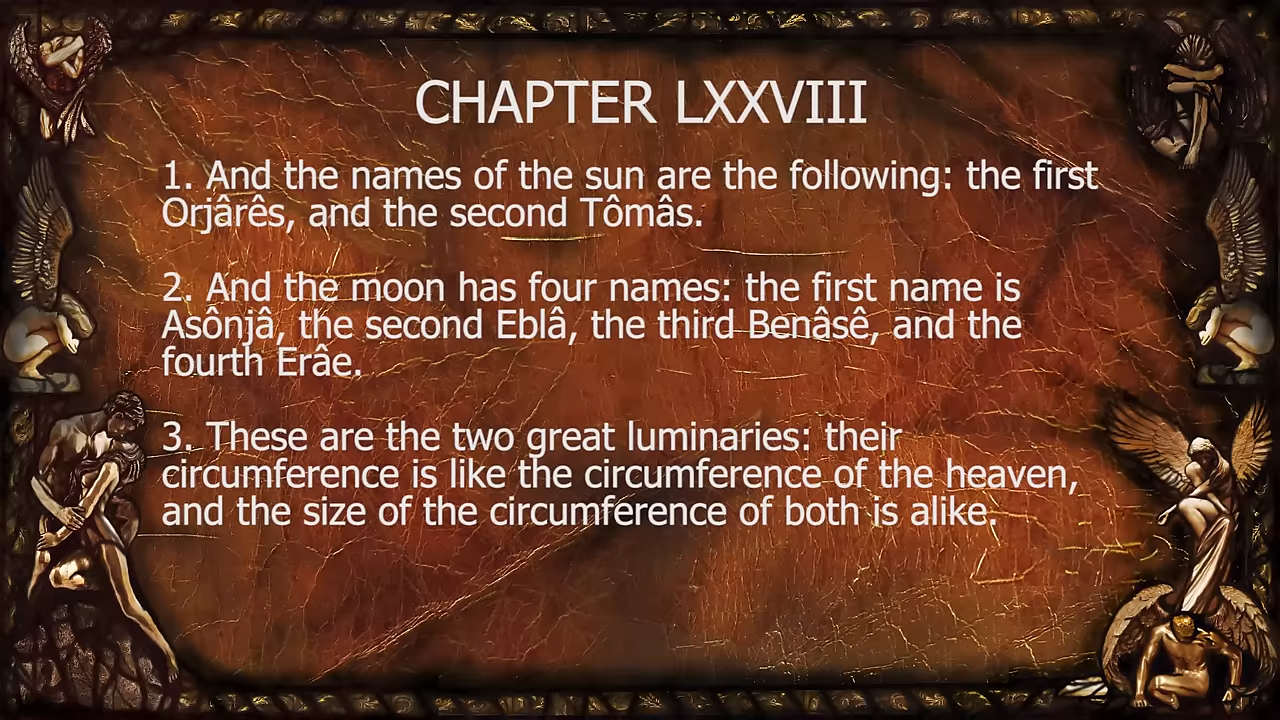 CHAPTER LXXVIII
1. And the names of the sun are the following: the first
Orjârês, and the second Tômâs.
2. And the moon has four names: the first name is
Asônjâ, the second Eblâ, the third Benâsê, and the
fourth Erâe.
3. These are the two great luminaries: their
circumference is like the circumference of the heaven,
and the size of the circumference of both is alike.